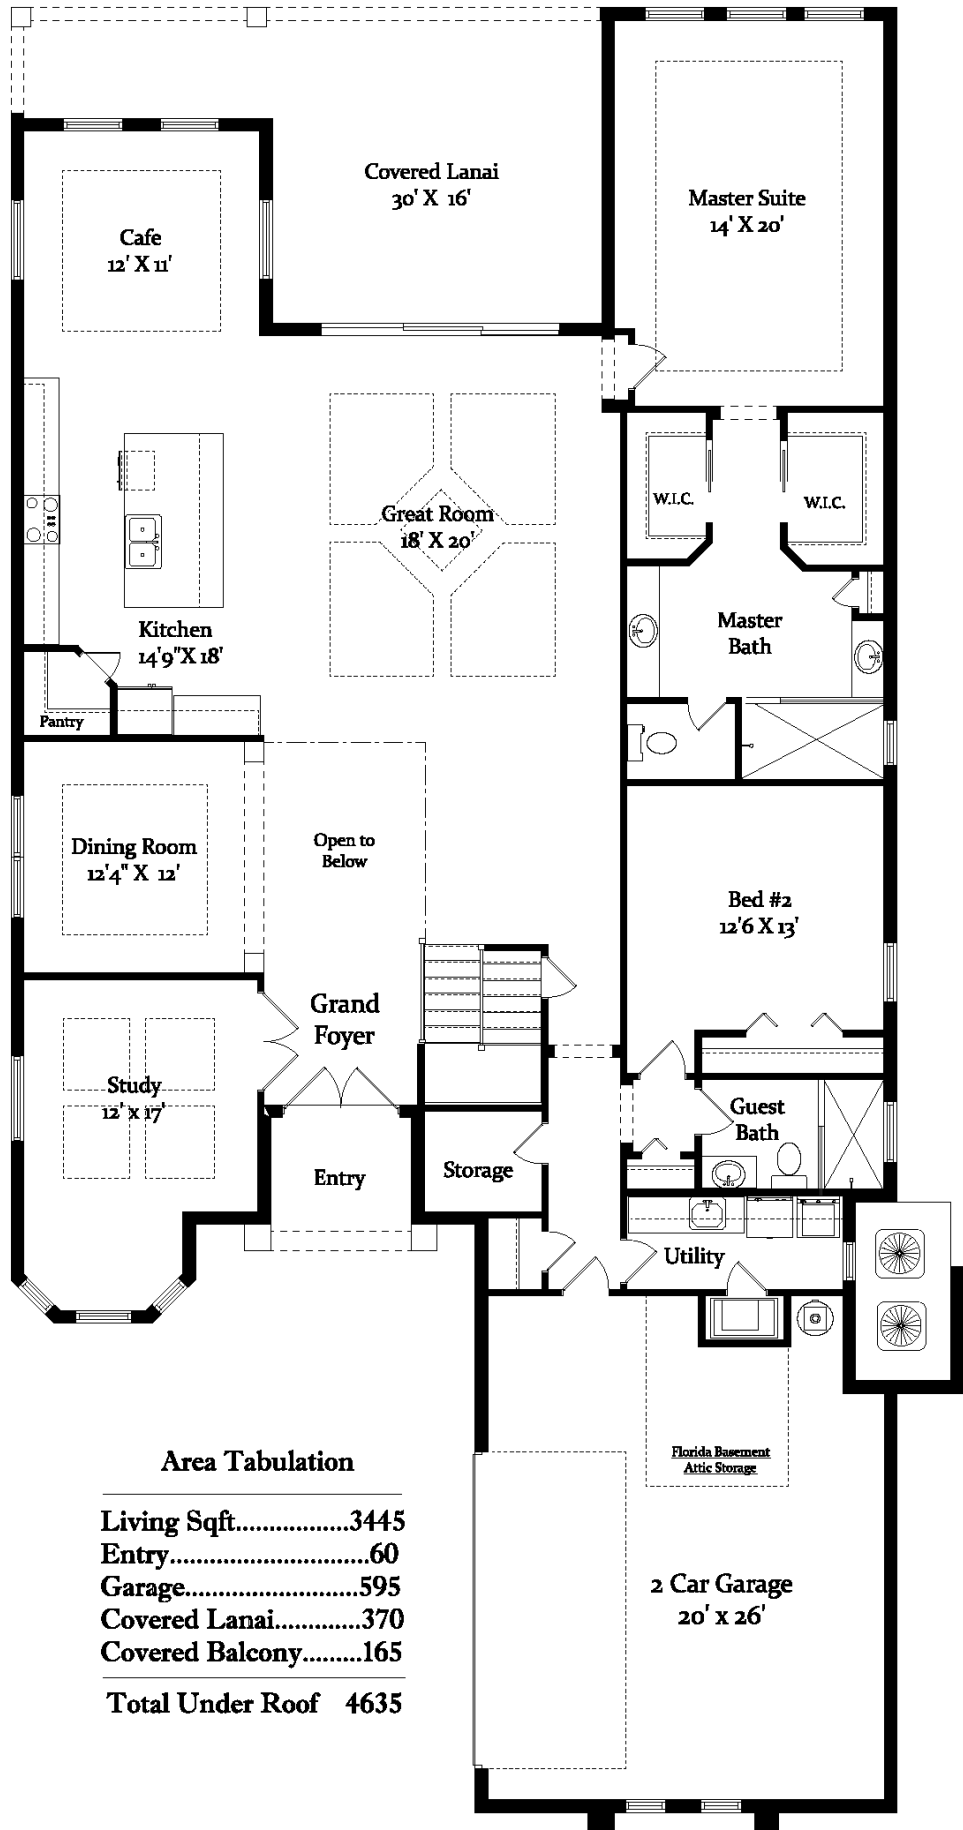 Covered Lanai
30' X 16'
Master Suite
14' X 20'
Cafe
12' X 11'
W.I.C.
W.I.C.
Great Room
18' X 20'
Kitchen
14'9"X 18'
Master
Bath
Pantry
Dining Room
12'4" X 12'
Open to
Below
Bed #2
12'6 X 13'
Grand
Foyer
Study
12' x 17'
Guest
Bath
Entry
Storage
Utility
Florida Basement
Attic Storage
2 Car Garage
20' x 26'
Area Tabulation
Living Sqft..................3445
Entry...............................60
Garage...........................595
Covered Lanai.............370
Covered Balcony.........165
Total Under Roof 4635